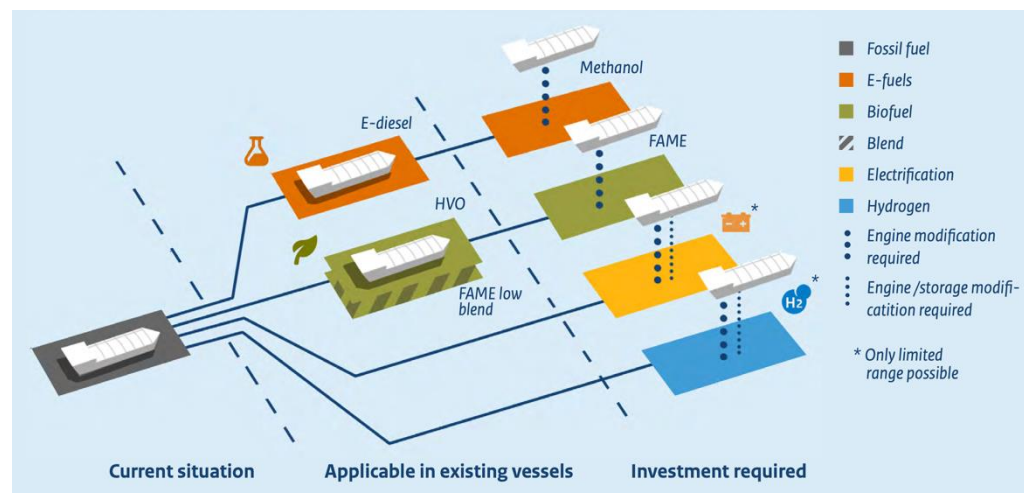 Methanol
E-diesel
FAME
HVO
*
FAME low
blend
*
H2
Current situation
Applicable in existing vessels
Investment required
Fossil fuel
E-fuels
Biofuel
Blend
Electrification
Hydrogen
Engine modification
required
Engine /storage modifi-
catition required
* Only limited
range possible